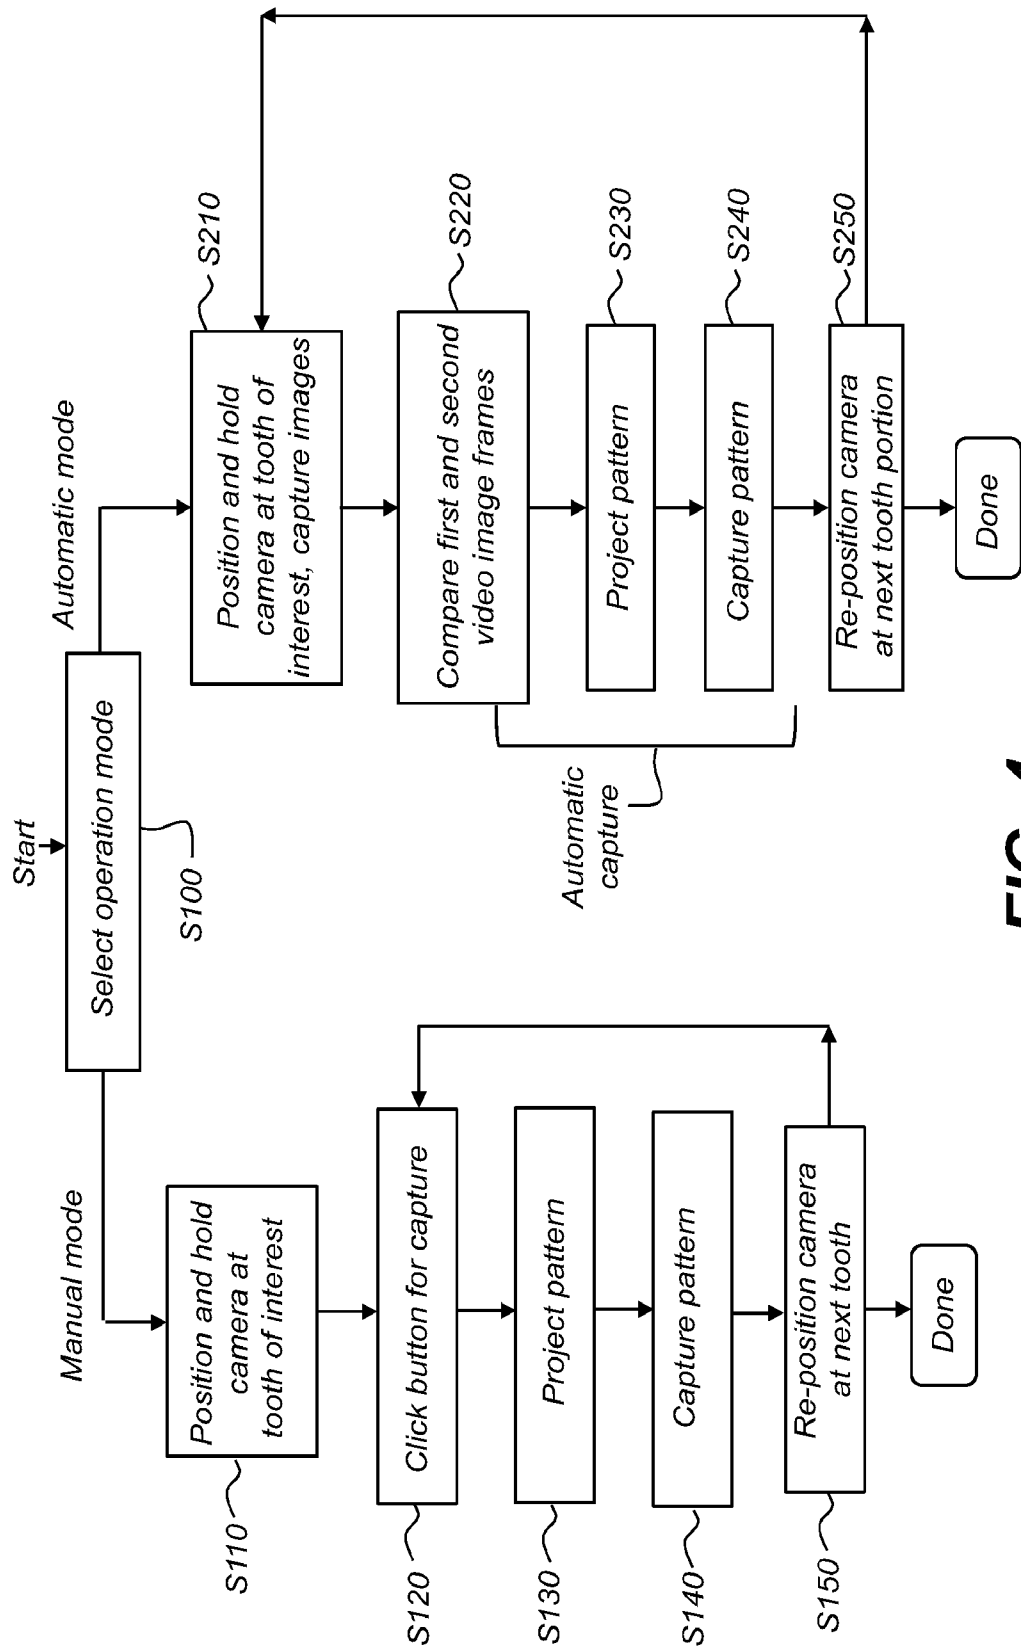 Start
Select operation mode
S100
Manual mode
Position and hold
camera at
tooth of interest
S110
Click button for capture
S120
Project pattern
S130
Capture pattern
S140
Re-position camera
at next tooth
S150
Done
Automatic mode
Position and hold
camera at tooth of
interest, capture images
S210
Compare first and second
video image frames
S220
Project pattern
S230
Capture pattern
S240
Re-position camera
at next tooth portion
S250
Automatic
capture
Done